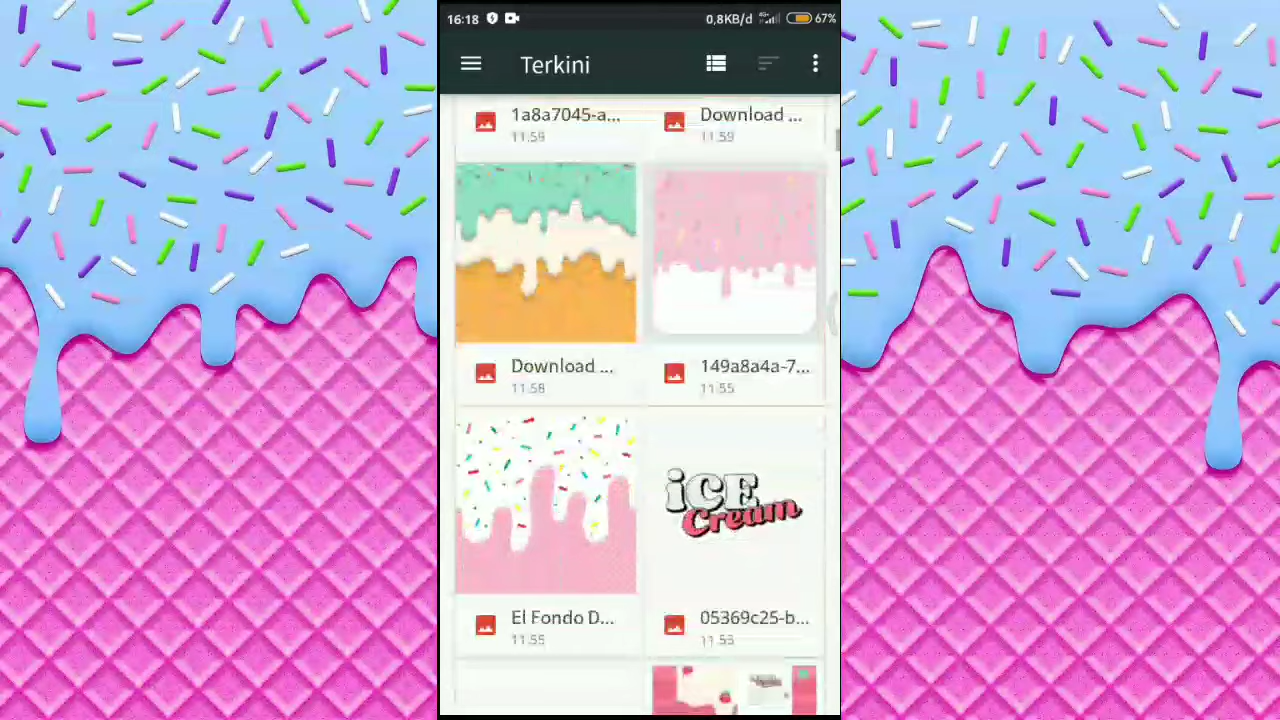 16:18 0,8KB/d 4G+ 67%
Terkini
1a8a7045-a... Download ...
11.59 11.59
Download ... 149a8a4a-7...
11.58 11.55
iCE
Cream
El Fondo D... 05369c25-b...
11.55 11.53